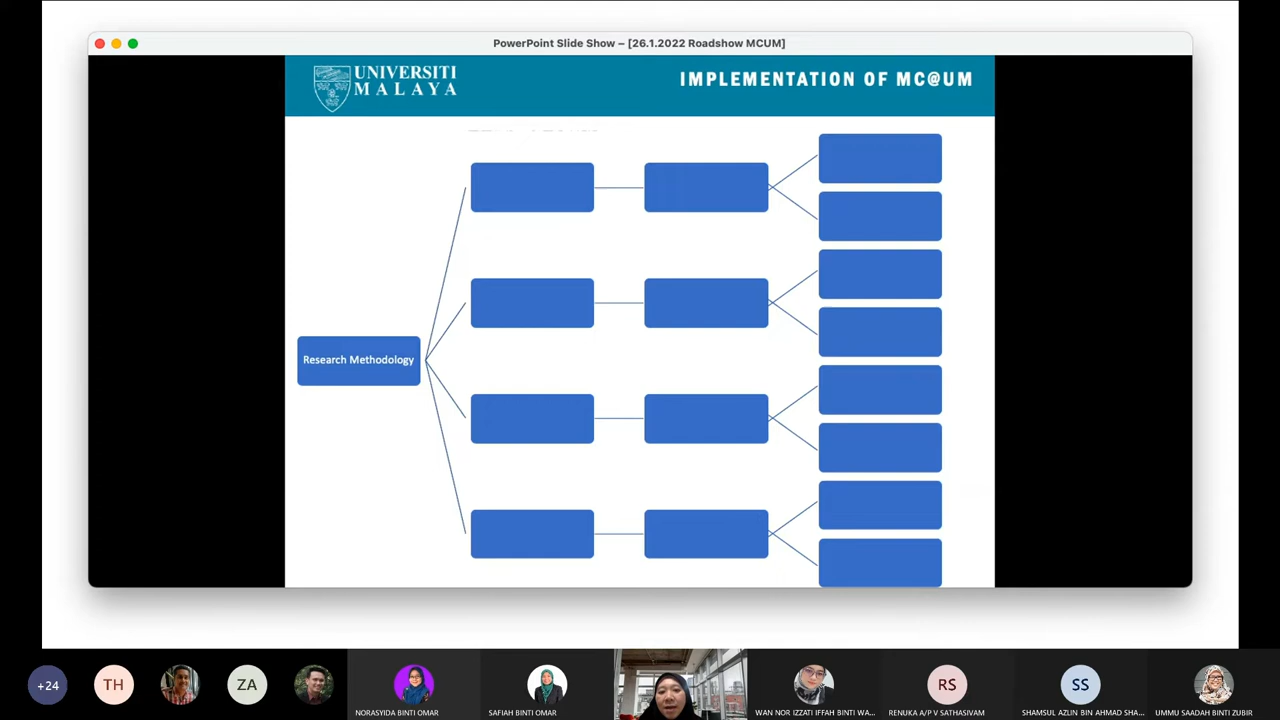 PowerPoint Slide Show – [26.1.2022 Roadshow MCUM]
UNIVERSITI
MALAYA
IMPLEMENTATION OF MC@UM
Research Methodology
+24
TH
ZA
RS
SS
NORASYIDA BINTI OMAR
SAFIAH BINTI OMAR
WAN NOR IZZATI IFFAH BINTI WA...
RENUKA A/P V SATHASIVAM
SHAMSUL AZLIN BIN AHMAD SHA...
UMMU SAADAH BINTI ZUBIR